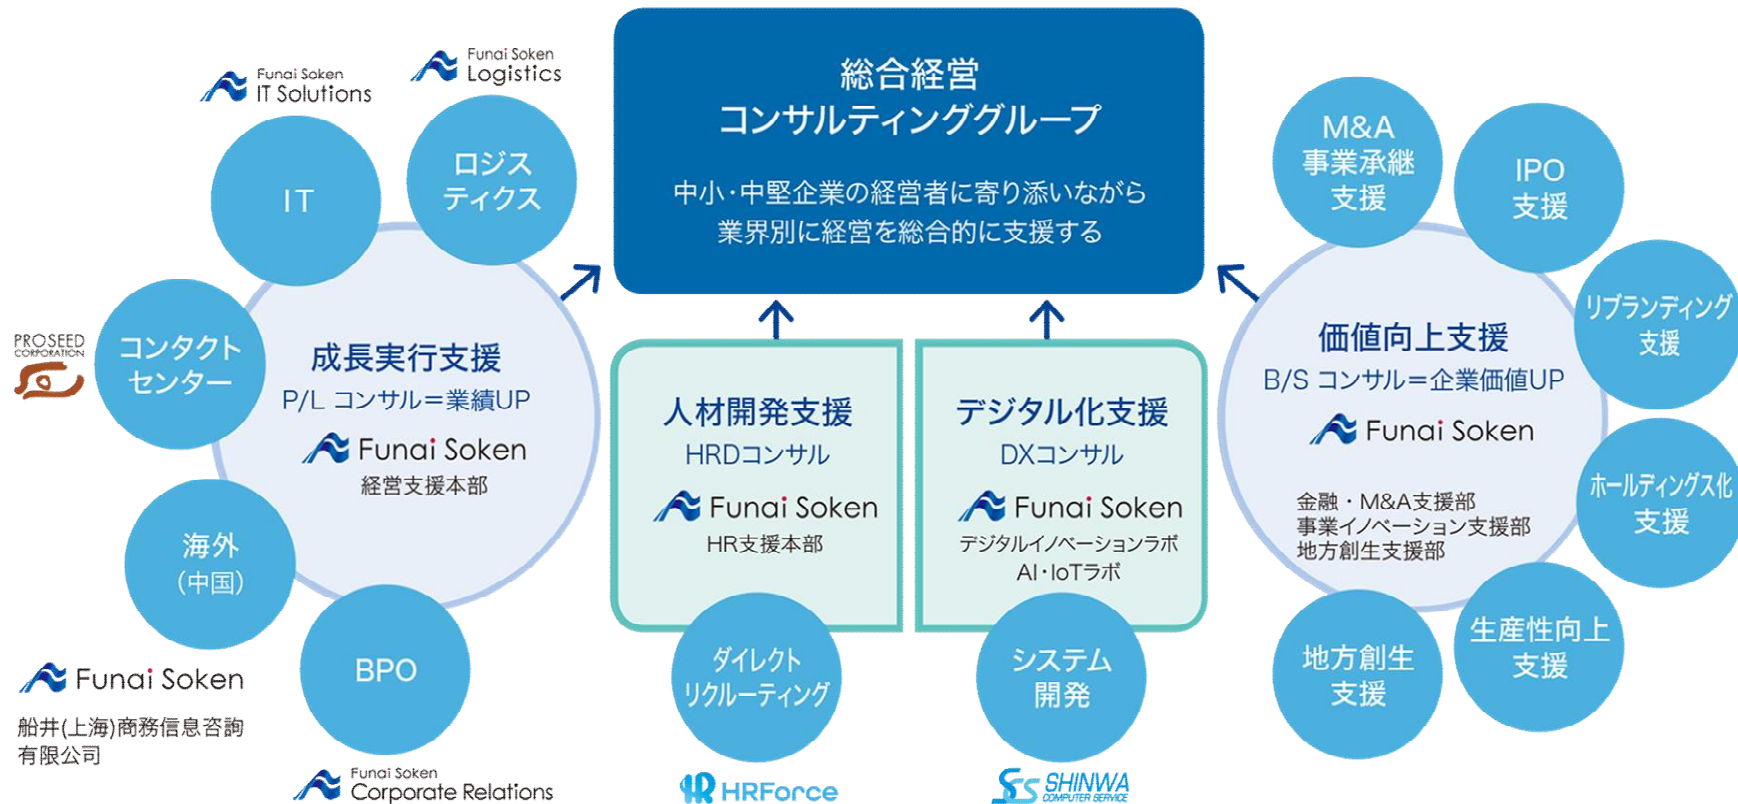 Funai Soken
Logistics
Funai Soken
IT Solutions
ロジス
ティクス
IT
PROSEED
CORPORATION
コンタクト
センター
成長実行支援
P/L コンサル＝業績UP
Funai Soken
経営支援本部
海外
（中国）
Funai Soken
船井(上海)商務信息咨詢
有限公司
BPO
Funai Soken
Corporate Relations
総合経営
コンサルティンググループ
中小・中堅企業の経営者に寄り添いながら
業界別に経営を総合的に支援する
人材開発支援
HRDコンサル
Funai Soken
HR支援本部
ダイレクト
リクルーティング
HRForce
デジタル化支援
DXコンサル
Funai Soken
デジタルイノベーションラボ
AI・IoTラボ
システム
開発
SCS SHINWA
COMPUTER SERVICE
M&A
事業承継
支援
IPO
支援
リブランディング
支援
価値向上支援
B/S コンサル＝企業価値UP
Funai Soken
金融・M&A支援部
事業イノベーション支援部
地方創生支援部
ホールディングス化
支援
生産性向上
支援
地方創生
支援